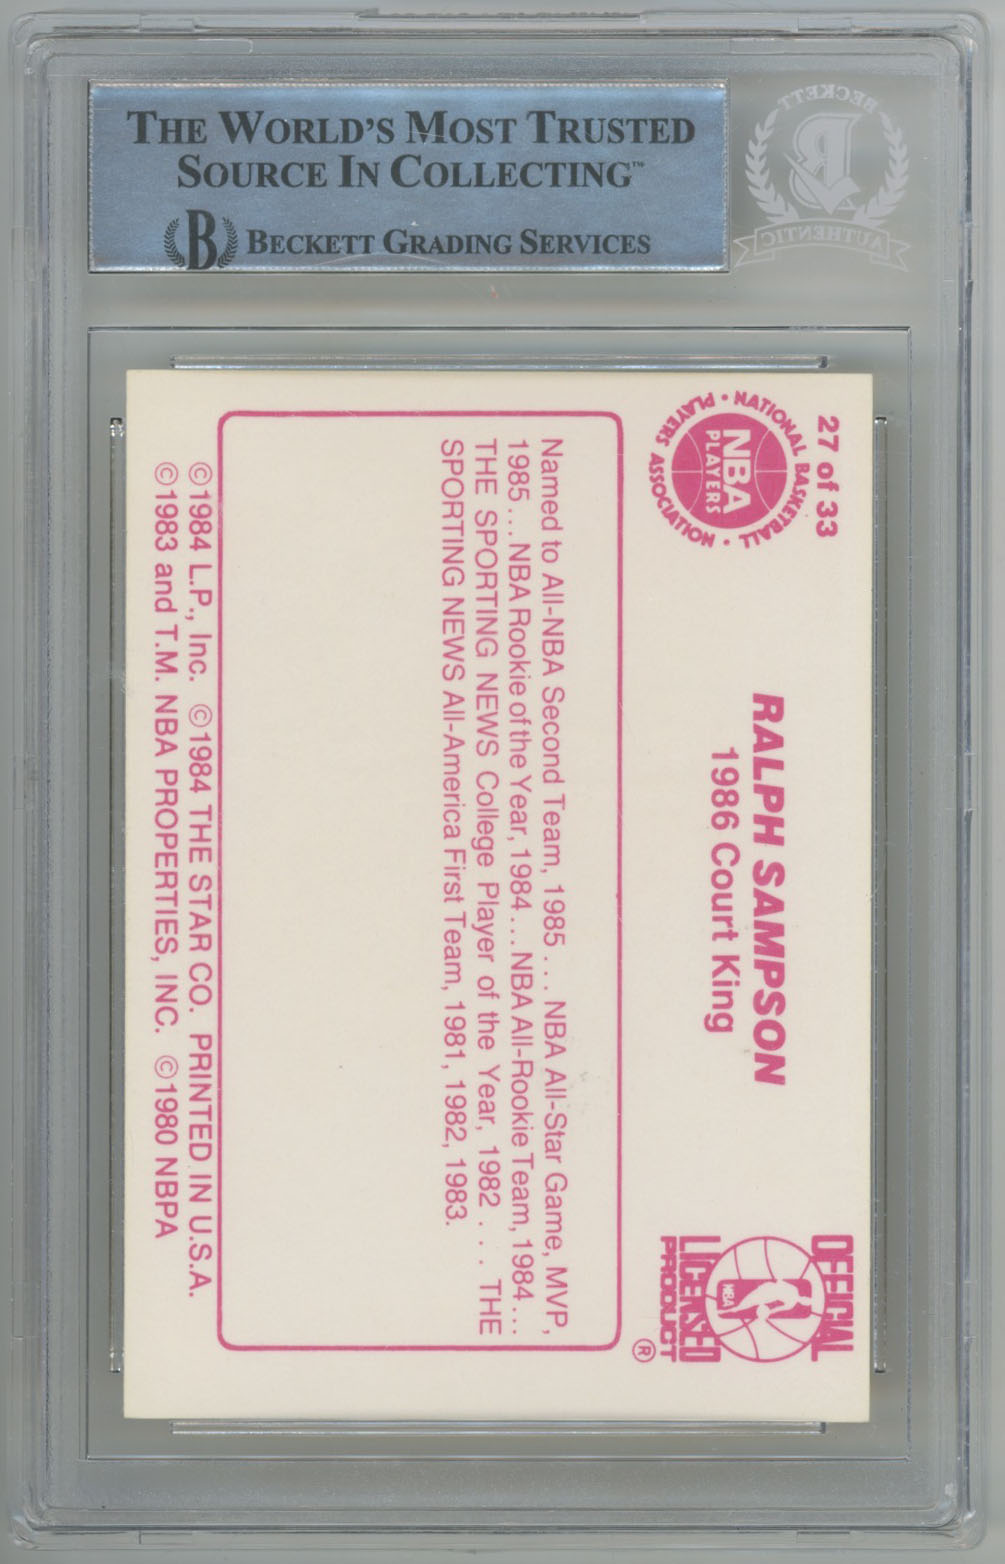 THE WORLD'S MOST TRUSTED
SOURCE IN COLLECTING™
B BECKETT GRADING SERVICES
BECKETT
B
AUTHENTIC
27 of 33
NATIONAL BASKETBALL
PLAYERS ASSOCIATION
NBA
PLAYERS
RALPH SAMPSON
1986 Court King
OFFICIAL
NBA
LICENSED
PRODUCT
®
Named to All-NBA Second Team, 1985 . . . NBA All-Star Game, MVP,
1985 . . . NBA Rookie of the Year, 1984 . . . NBA All-Rookie Team, 1984 . . .
THE SPORTING NEWS College Player of the Year, 1982 . . . THE
SPORTING NEWS All-America First Team, 1981, 1982, 1983.
©1984 L.P., Inc. ©1984 THE STAR CO. PRINTED IN U.S.A.
©1983 and T.M. NBA PROPERTIES, INC. ©1980 NBPA